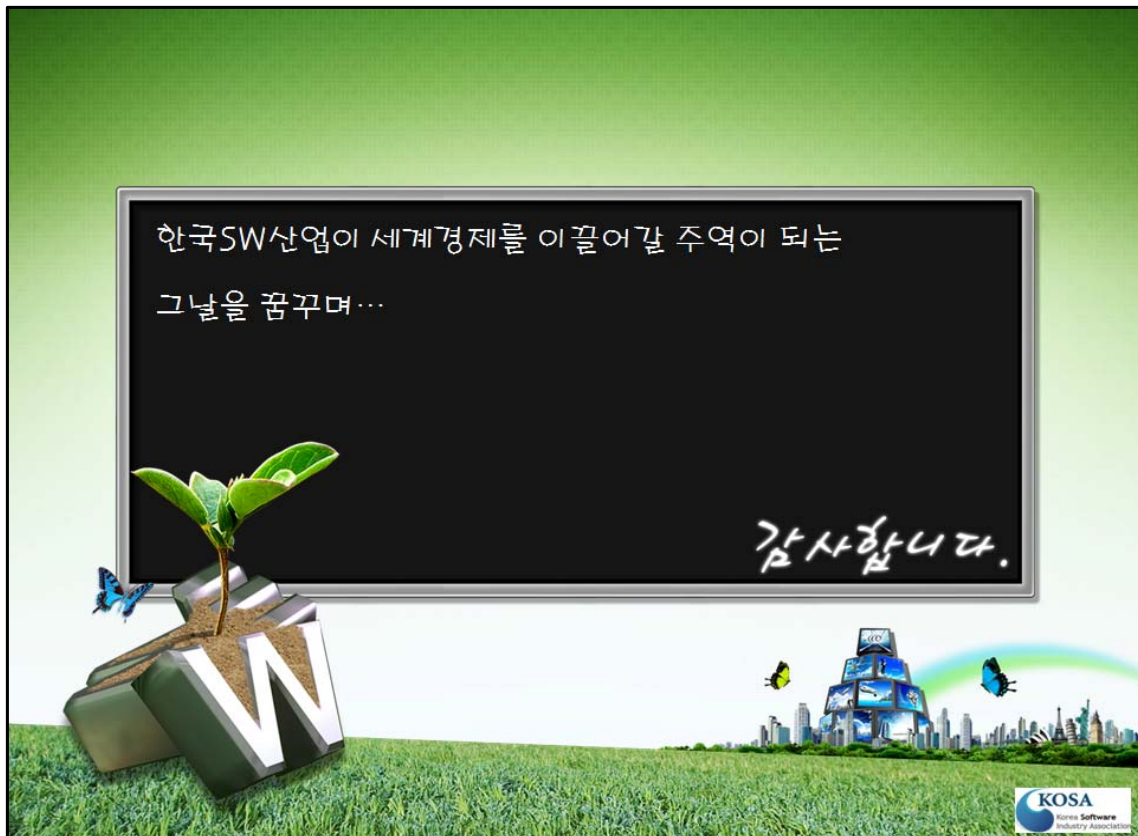 한국SW산업이 세계경제를 이끌어갈 주역이 되는
그날을 꿈꾸며…
감사합니다.
W
KOSA
Korea Software
Industry Association